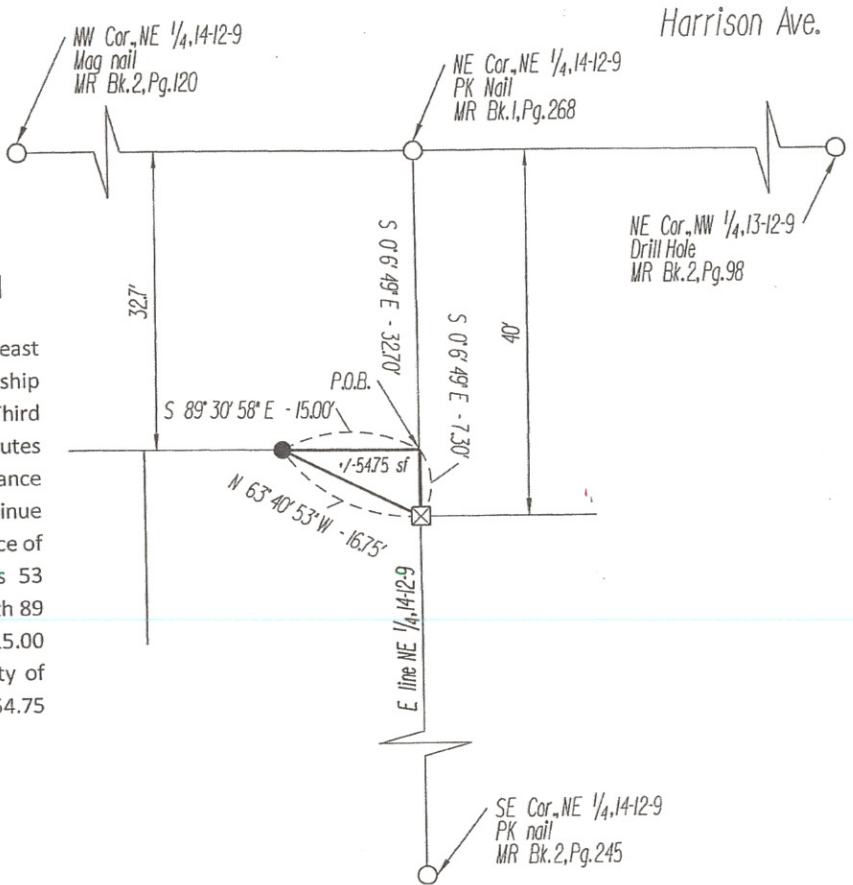 Harrison Ave.
NW Cor., NE 1/4, 14-12-9
Mag nail
MR Bk.2, Pg.120
NE Cor., NE 1/4, 14-12-9
PK Nail
MR Bk.1, Pg.268
NE Cor., NW 1/4, 13-12-9
Drill Hole
MR Bk.2, Pg.98
32.7'
S 0°6'49" E - 32.70'
S 0°6'49" E - 7.30'
40'
P.O.B.
S 89° 30' 58" E - 15.00'
+/-54.75 sf
N 63° 40' 53" W - 16.75'
E line NE 1/4, 14-12-9
SE Cor., NE 1/4, 14-12-9
PK nail
MR Bk.2, Pg.245
east
ship
Third
utes
ance
tinue
ce of
s 53
h 89
15.00
ty of
54.75